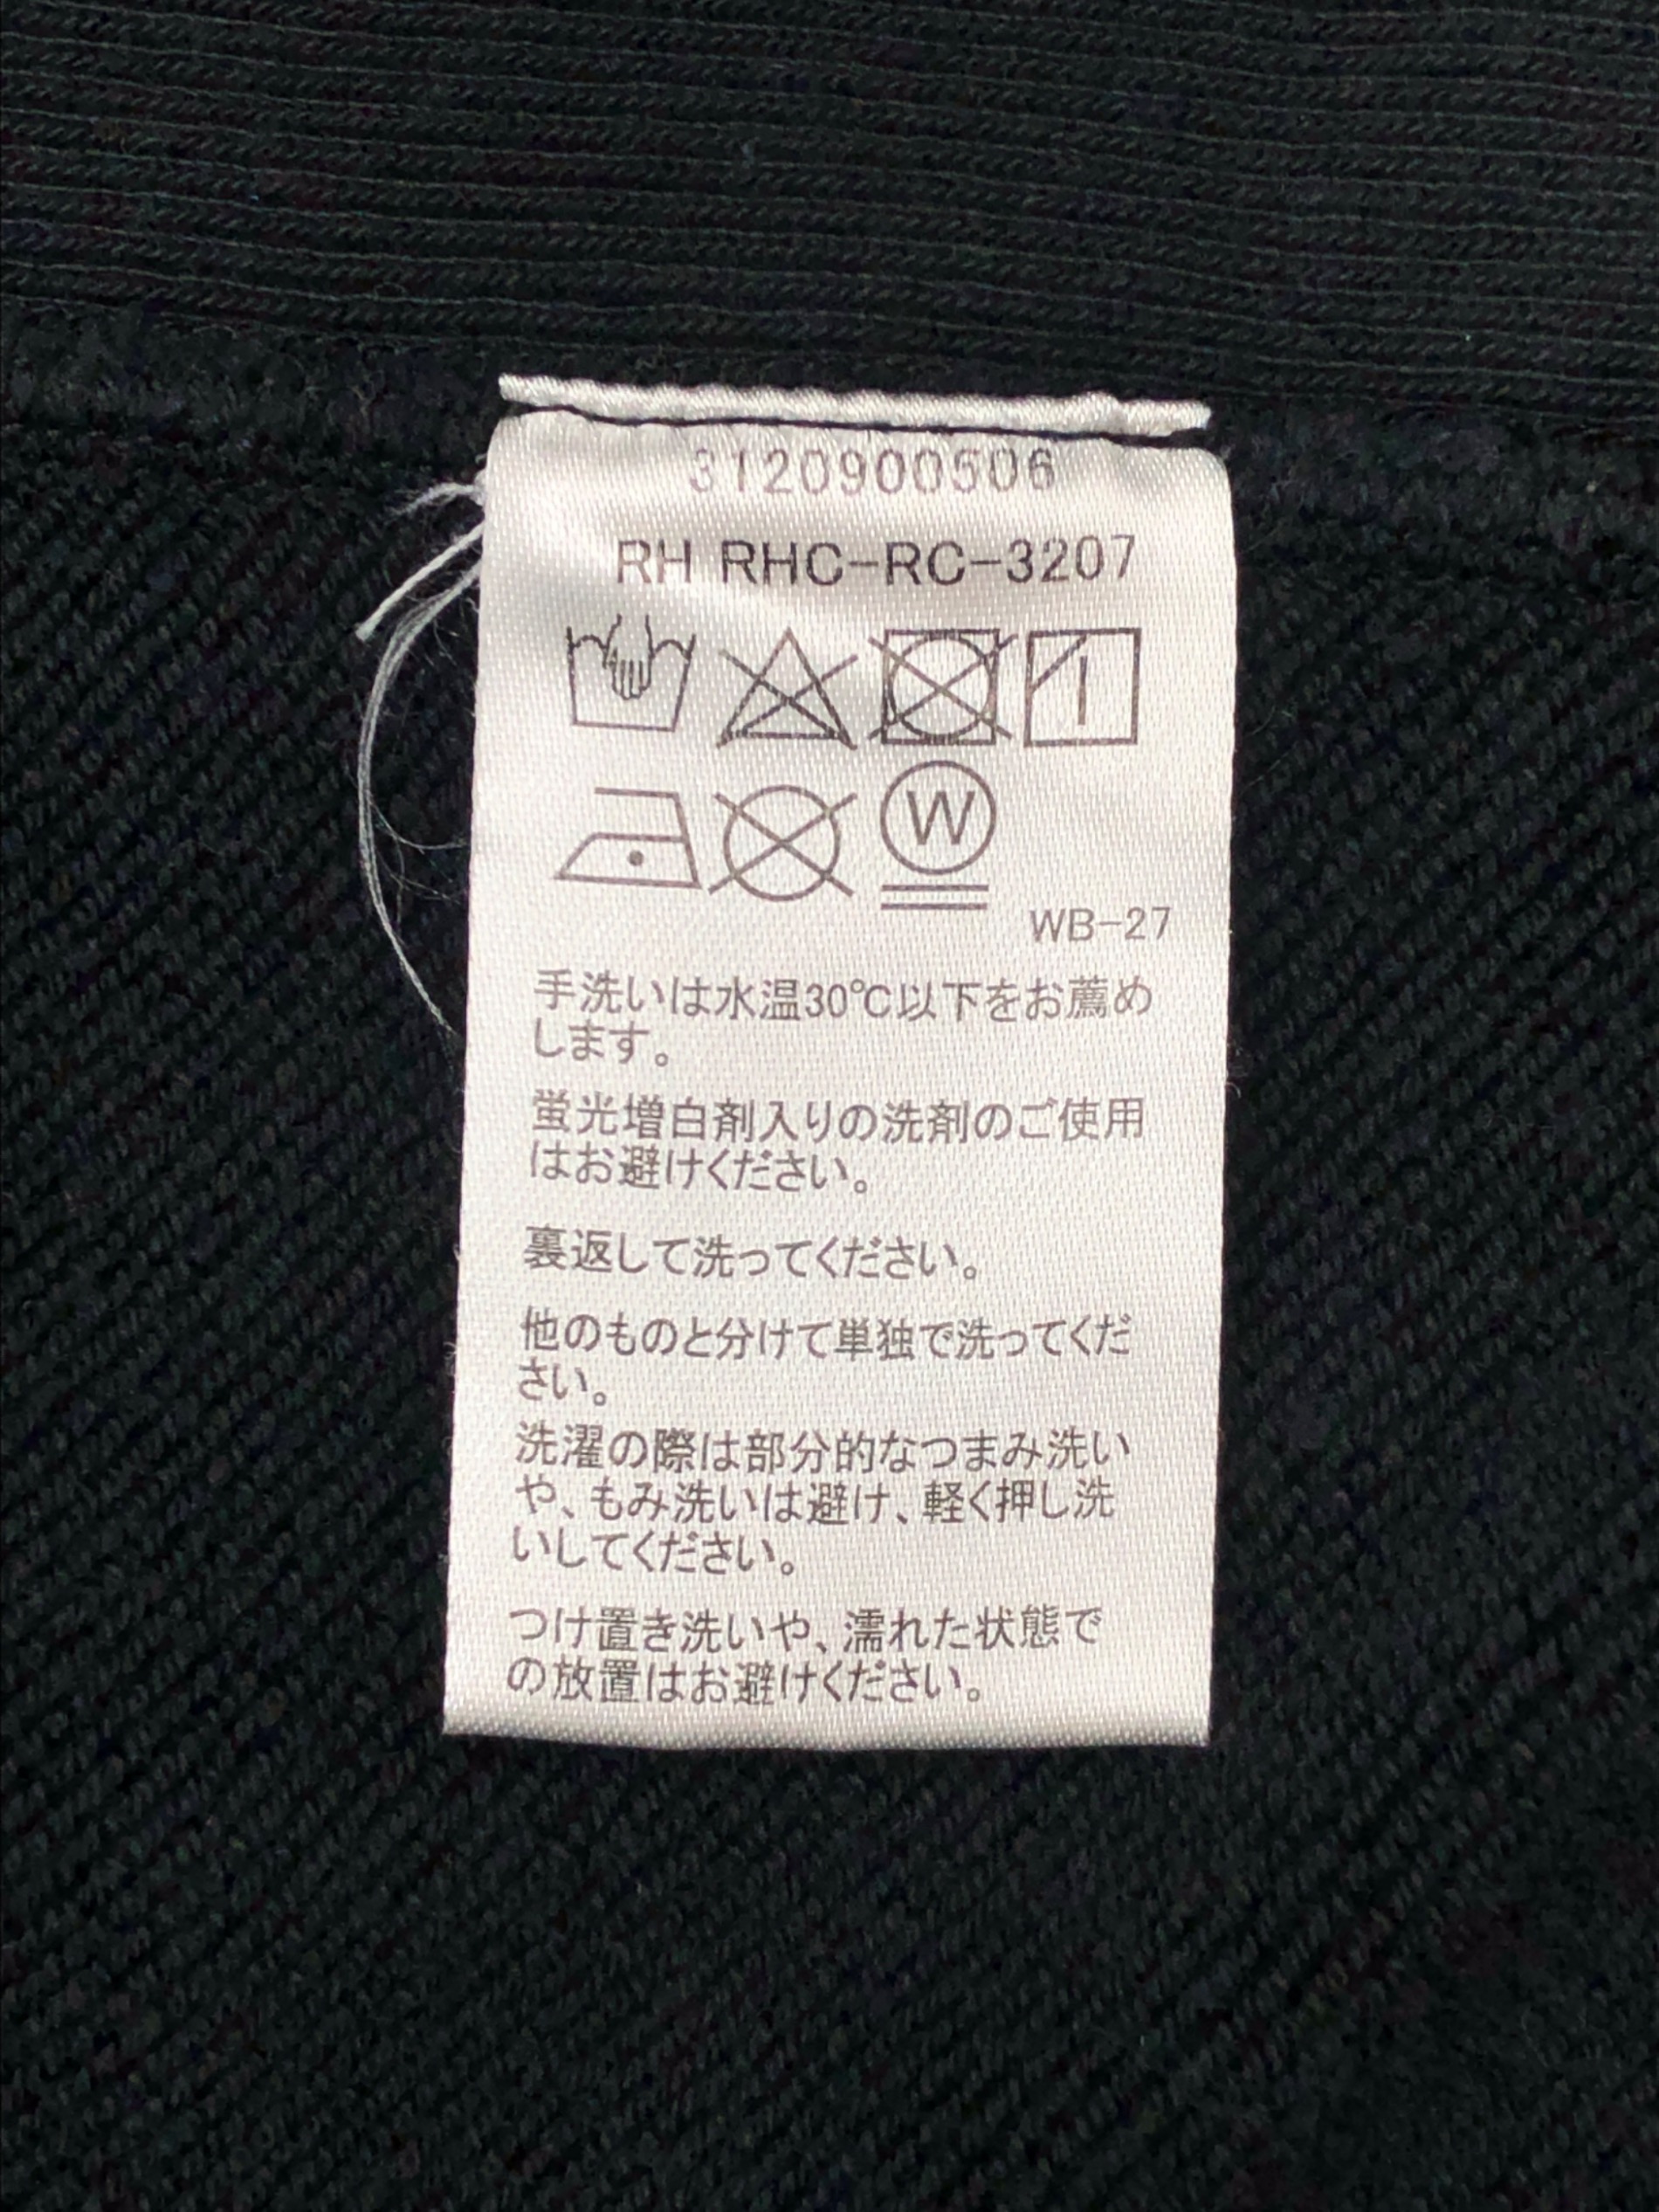 3120900506
RH RHC-RC-3207
W
WB-27
手洗いは水温30℃以下をお薦め
します。
蛍光増白剤入りの洗剤のご使用
はお避けください。
裏返して洗ってください。
他のものと分けて単独で洗ってくだ
さい。
洗濯の際は部分的なつまみ洗い
や、もみ洗いは避け、軽く押し洗
いしてください。
つけ置き洗いや、濡れた状態で
の放置はお避けください。